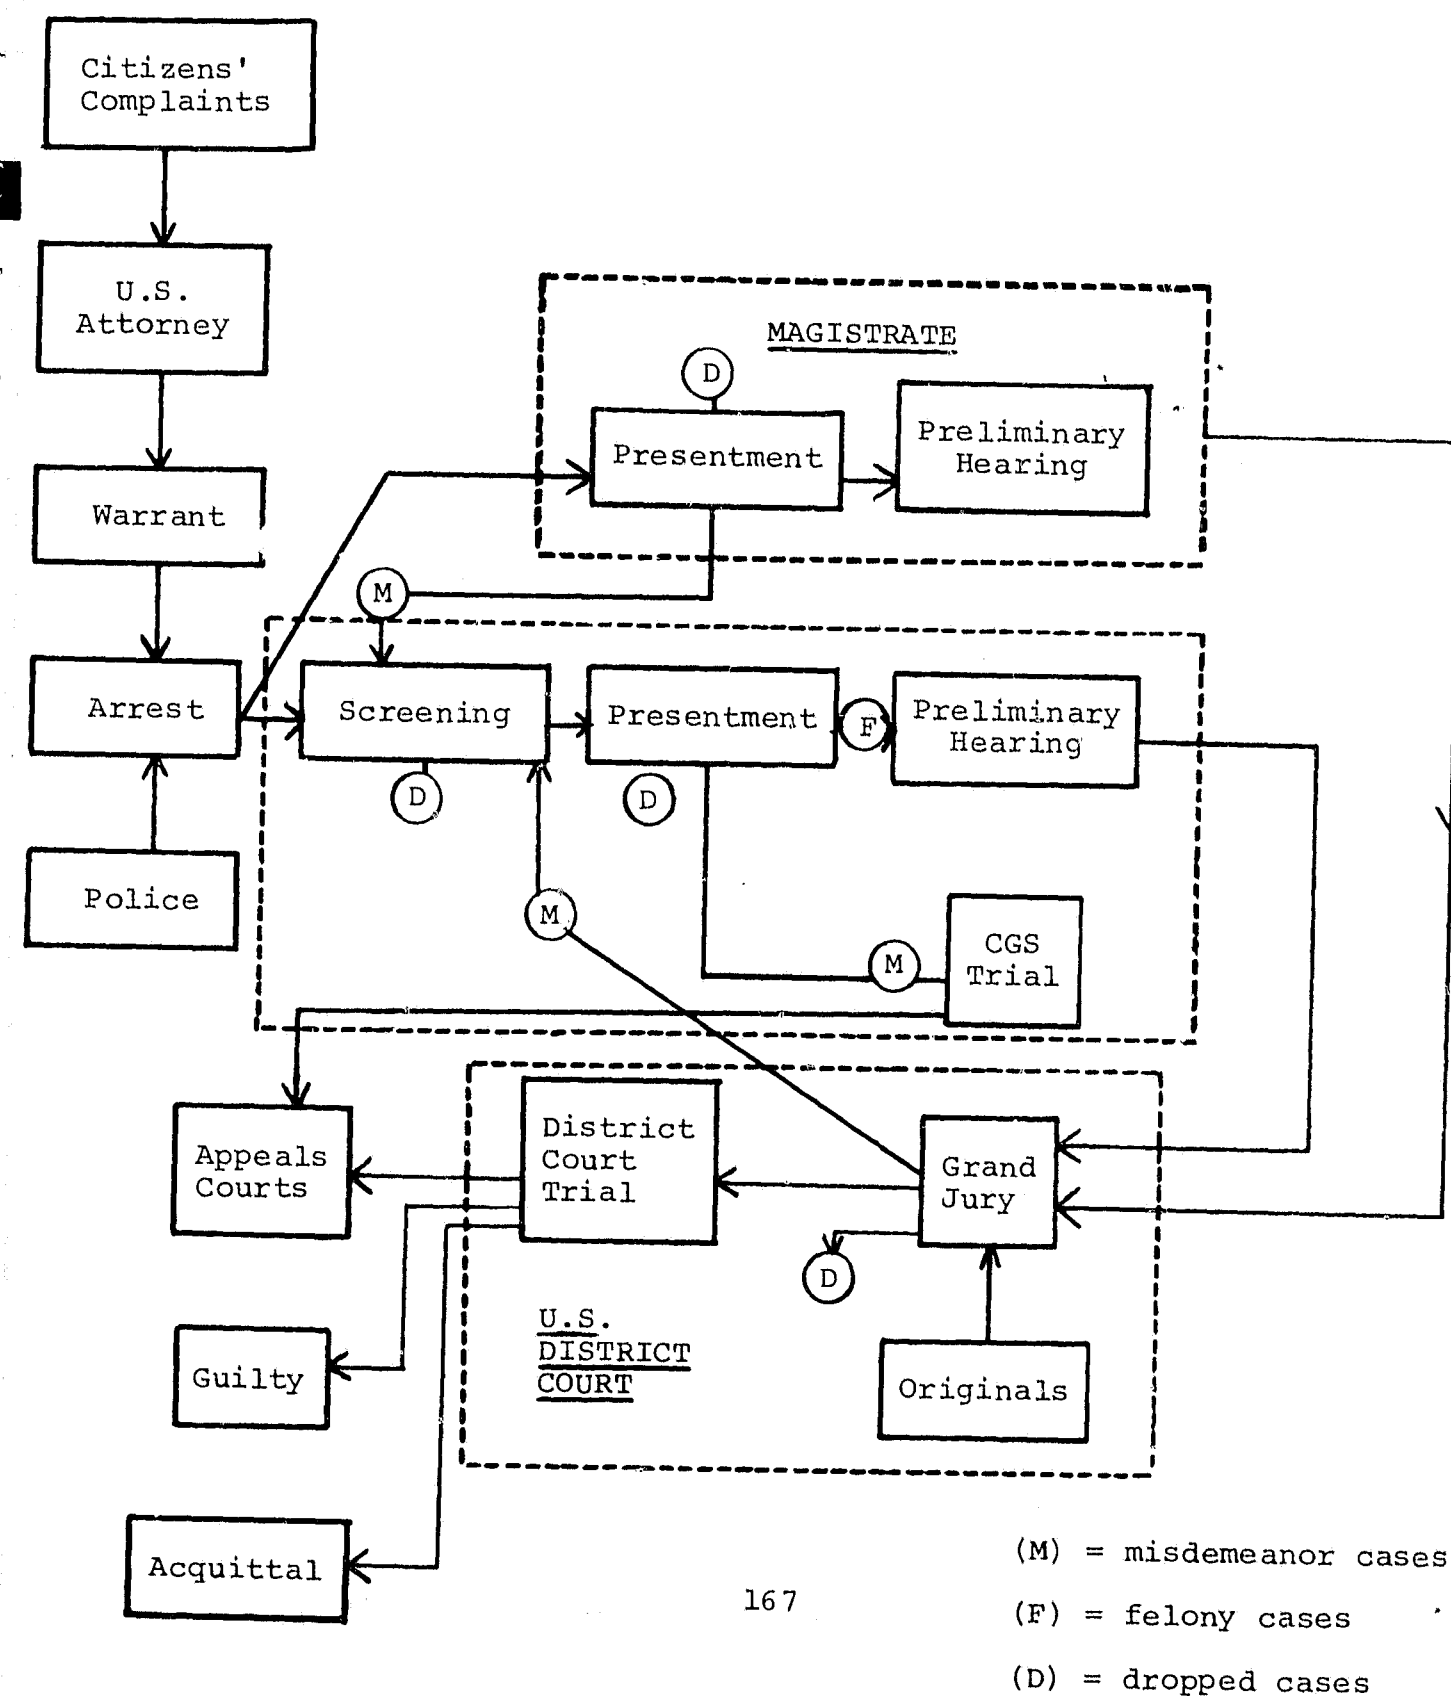 Citizens'
Complaints
U.S.
Attorney
Warrant
Arrest
Police
MAGISTRATE
D
Presentment
Preliminary
Hearing
M
Screening
D
Presentment
D
F
Preliminary
Hearing
M
M
CGS
Trial
Appeals
Courts
District
Court
Trial
Grand
Jury
D
U.S.
DISTRICT
COURT
Originals
Guilty
Acquittal
(M) = misdemeanor cases
(F) = felony cases
(D) = dropped cases
167